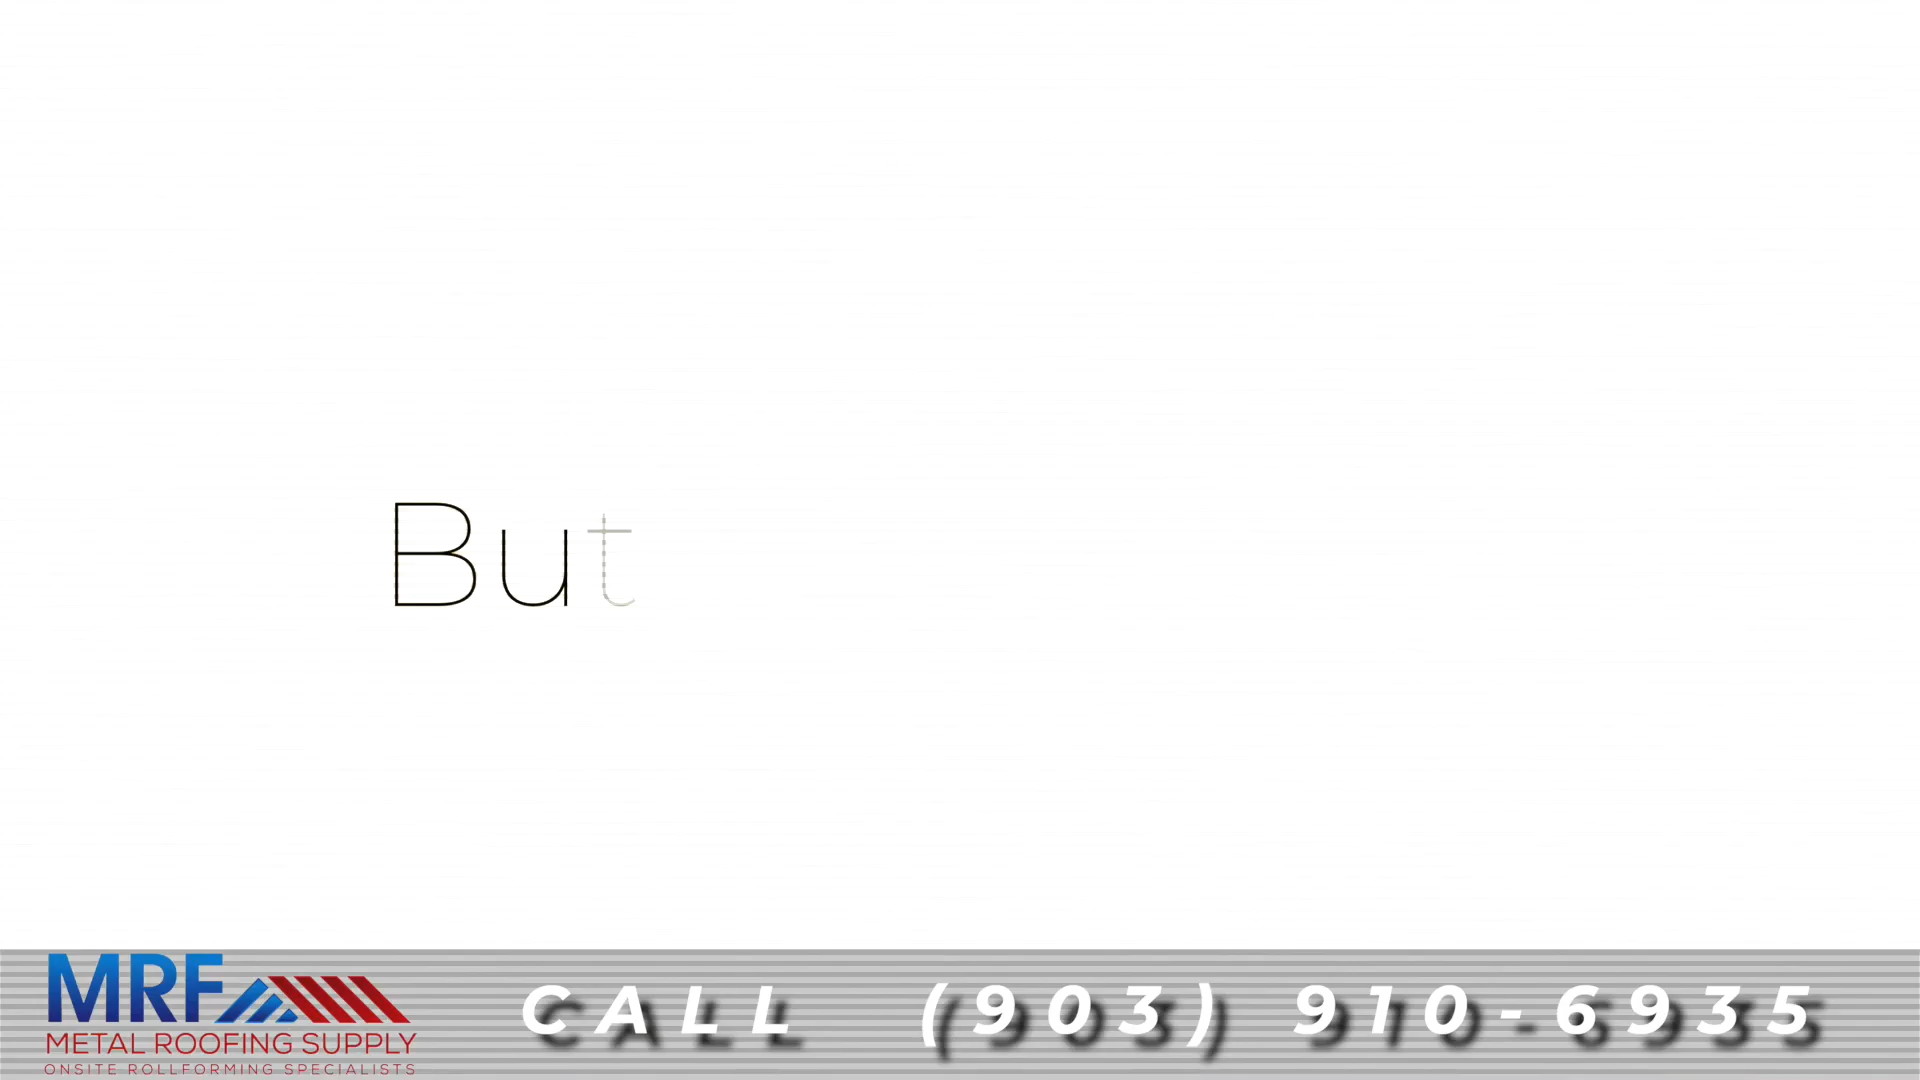 But
MRF
METAL ROOFING SUPPLY
ONSITE ROLLFORMING SPECIALISTS
CALL (903) 910-6935